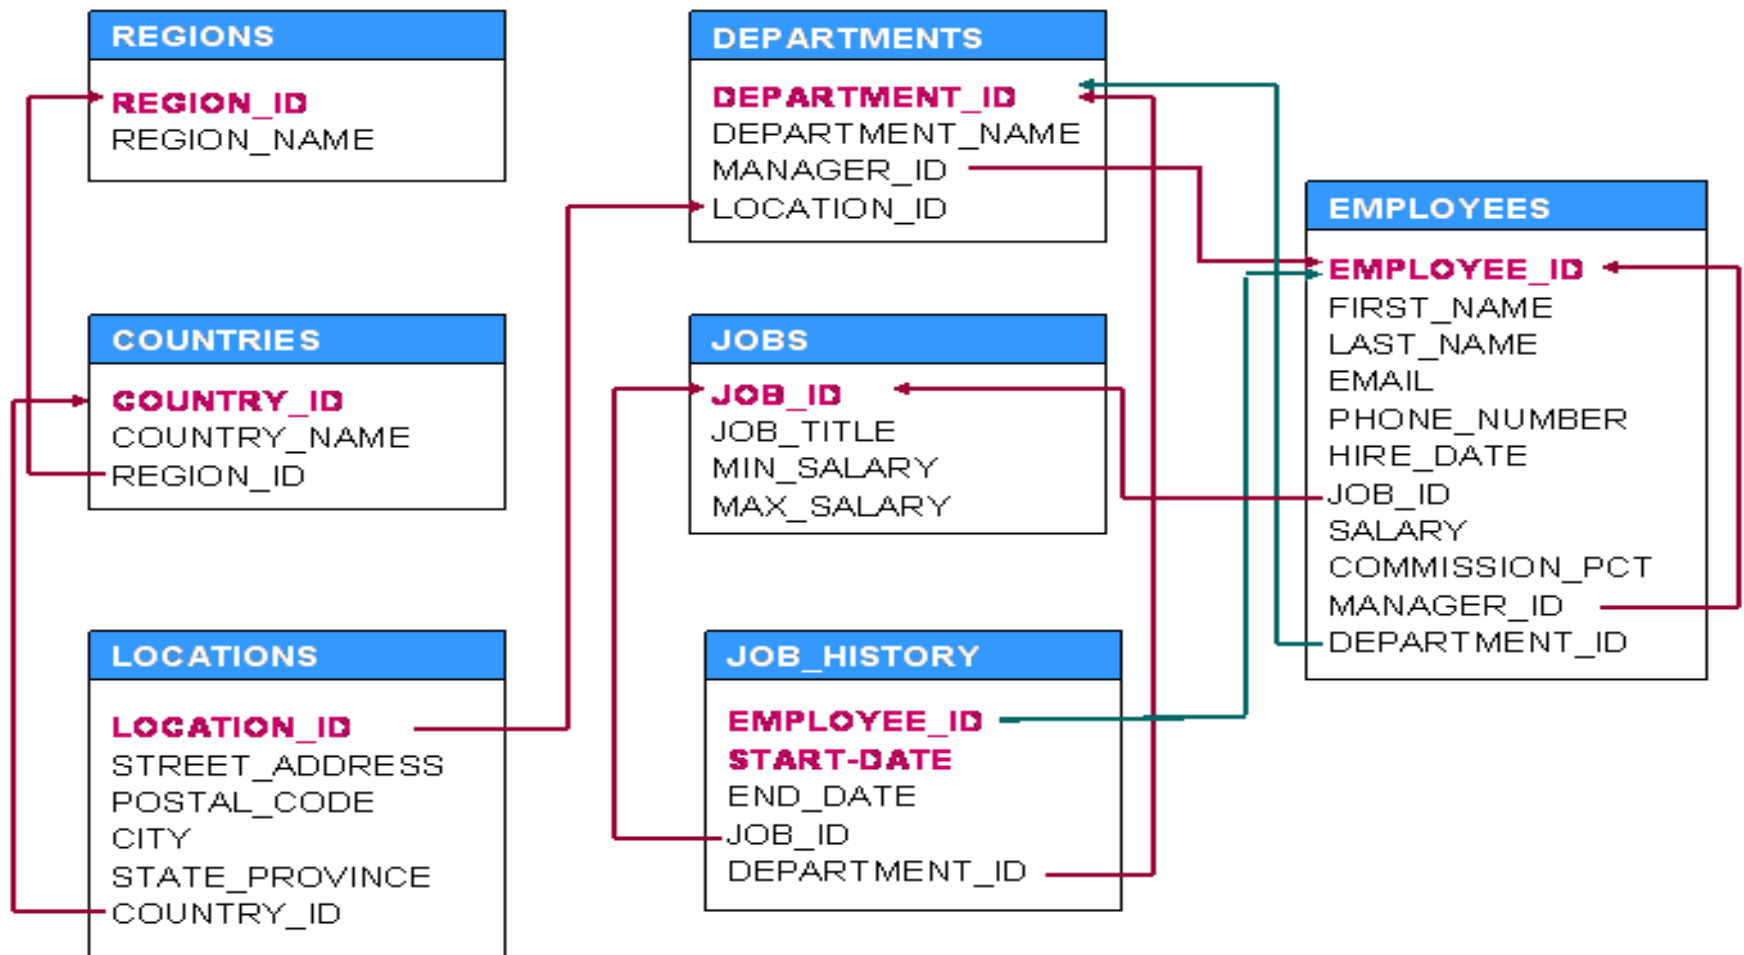 REGIONS
REGION_ID
REGION_NAME
COUNTRIES
COUNTRY_ID
COUNTRY_NAME
REGION_ID
LOCATIONS
LOCATION_ID
STREET_ADDRESS
POSTAL_CODE
CITY
STATE_PROVINCE
COUNTRY_ID
DEPARTMENTS
DEPARTMENT_ID
DEPARTMENT_NAME
MANAGER_ID
LOCATION_ID
JOBS
JOB_ID
JOB_TITLE
MIN_SALARY
MAX_SALARY
JOB_HISTORY
EMPLOYEE_ID
START-DATE
END_DATE
JOB_ID
DEPARTMENT_ID
EMPLOYEES
EMPLOYEE_ID
FIRST_NAME
LAST_NAME
EMAIL
PHONE_NUMBER
HIRE_DATE
JOB_ID
SALARY
COMMISSION_PCT
MANAGER_ID
DEPARTMENT_ID